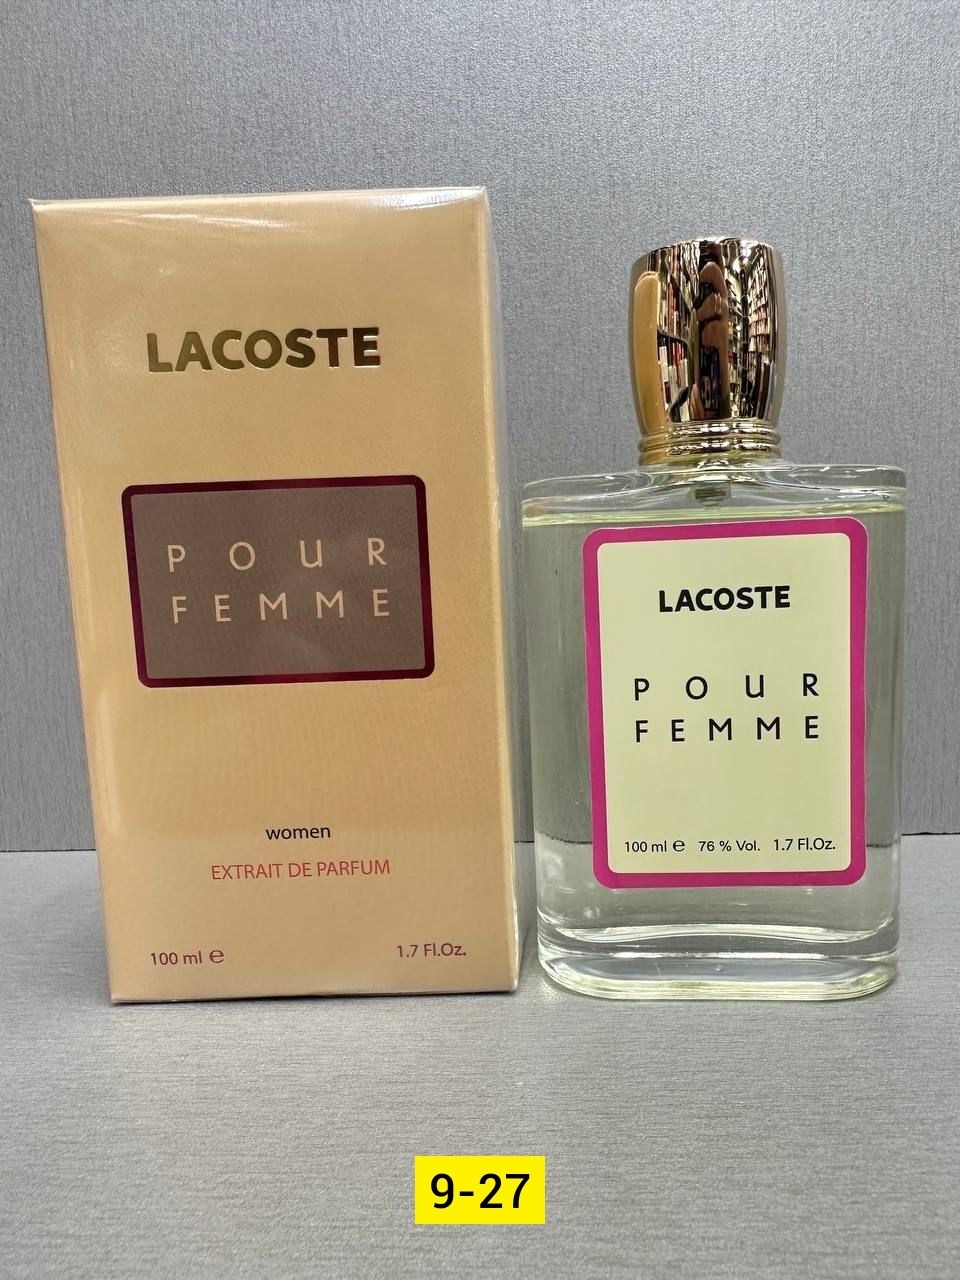 LACOSTE
POUR
FEMME
women
EXTRAIT DE PARFUM
100 ml ℮ 1.7 Fl.Oz.
LACOSTE
POUR
FEMME
100 ml ℮ 76 % Vol. 1.7 Fl.Oz.
9-27